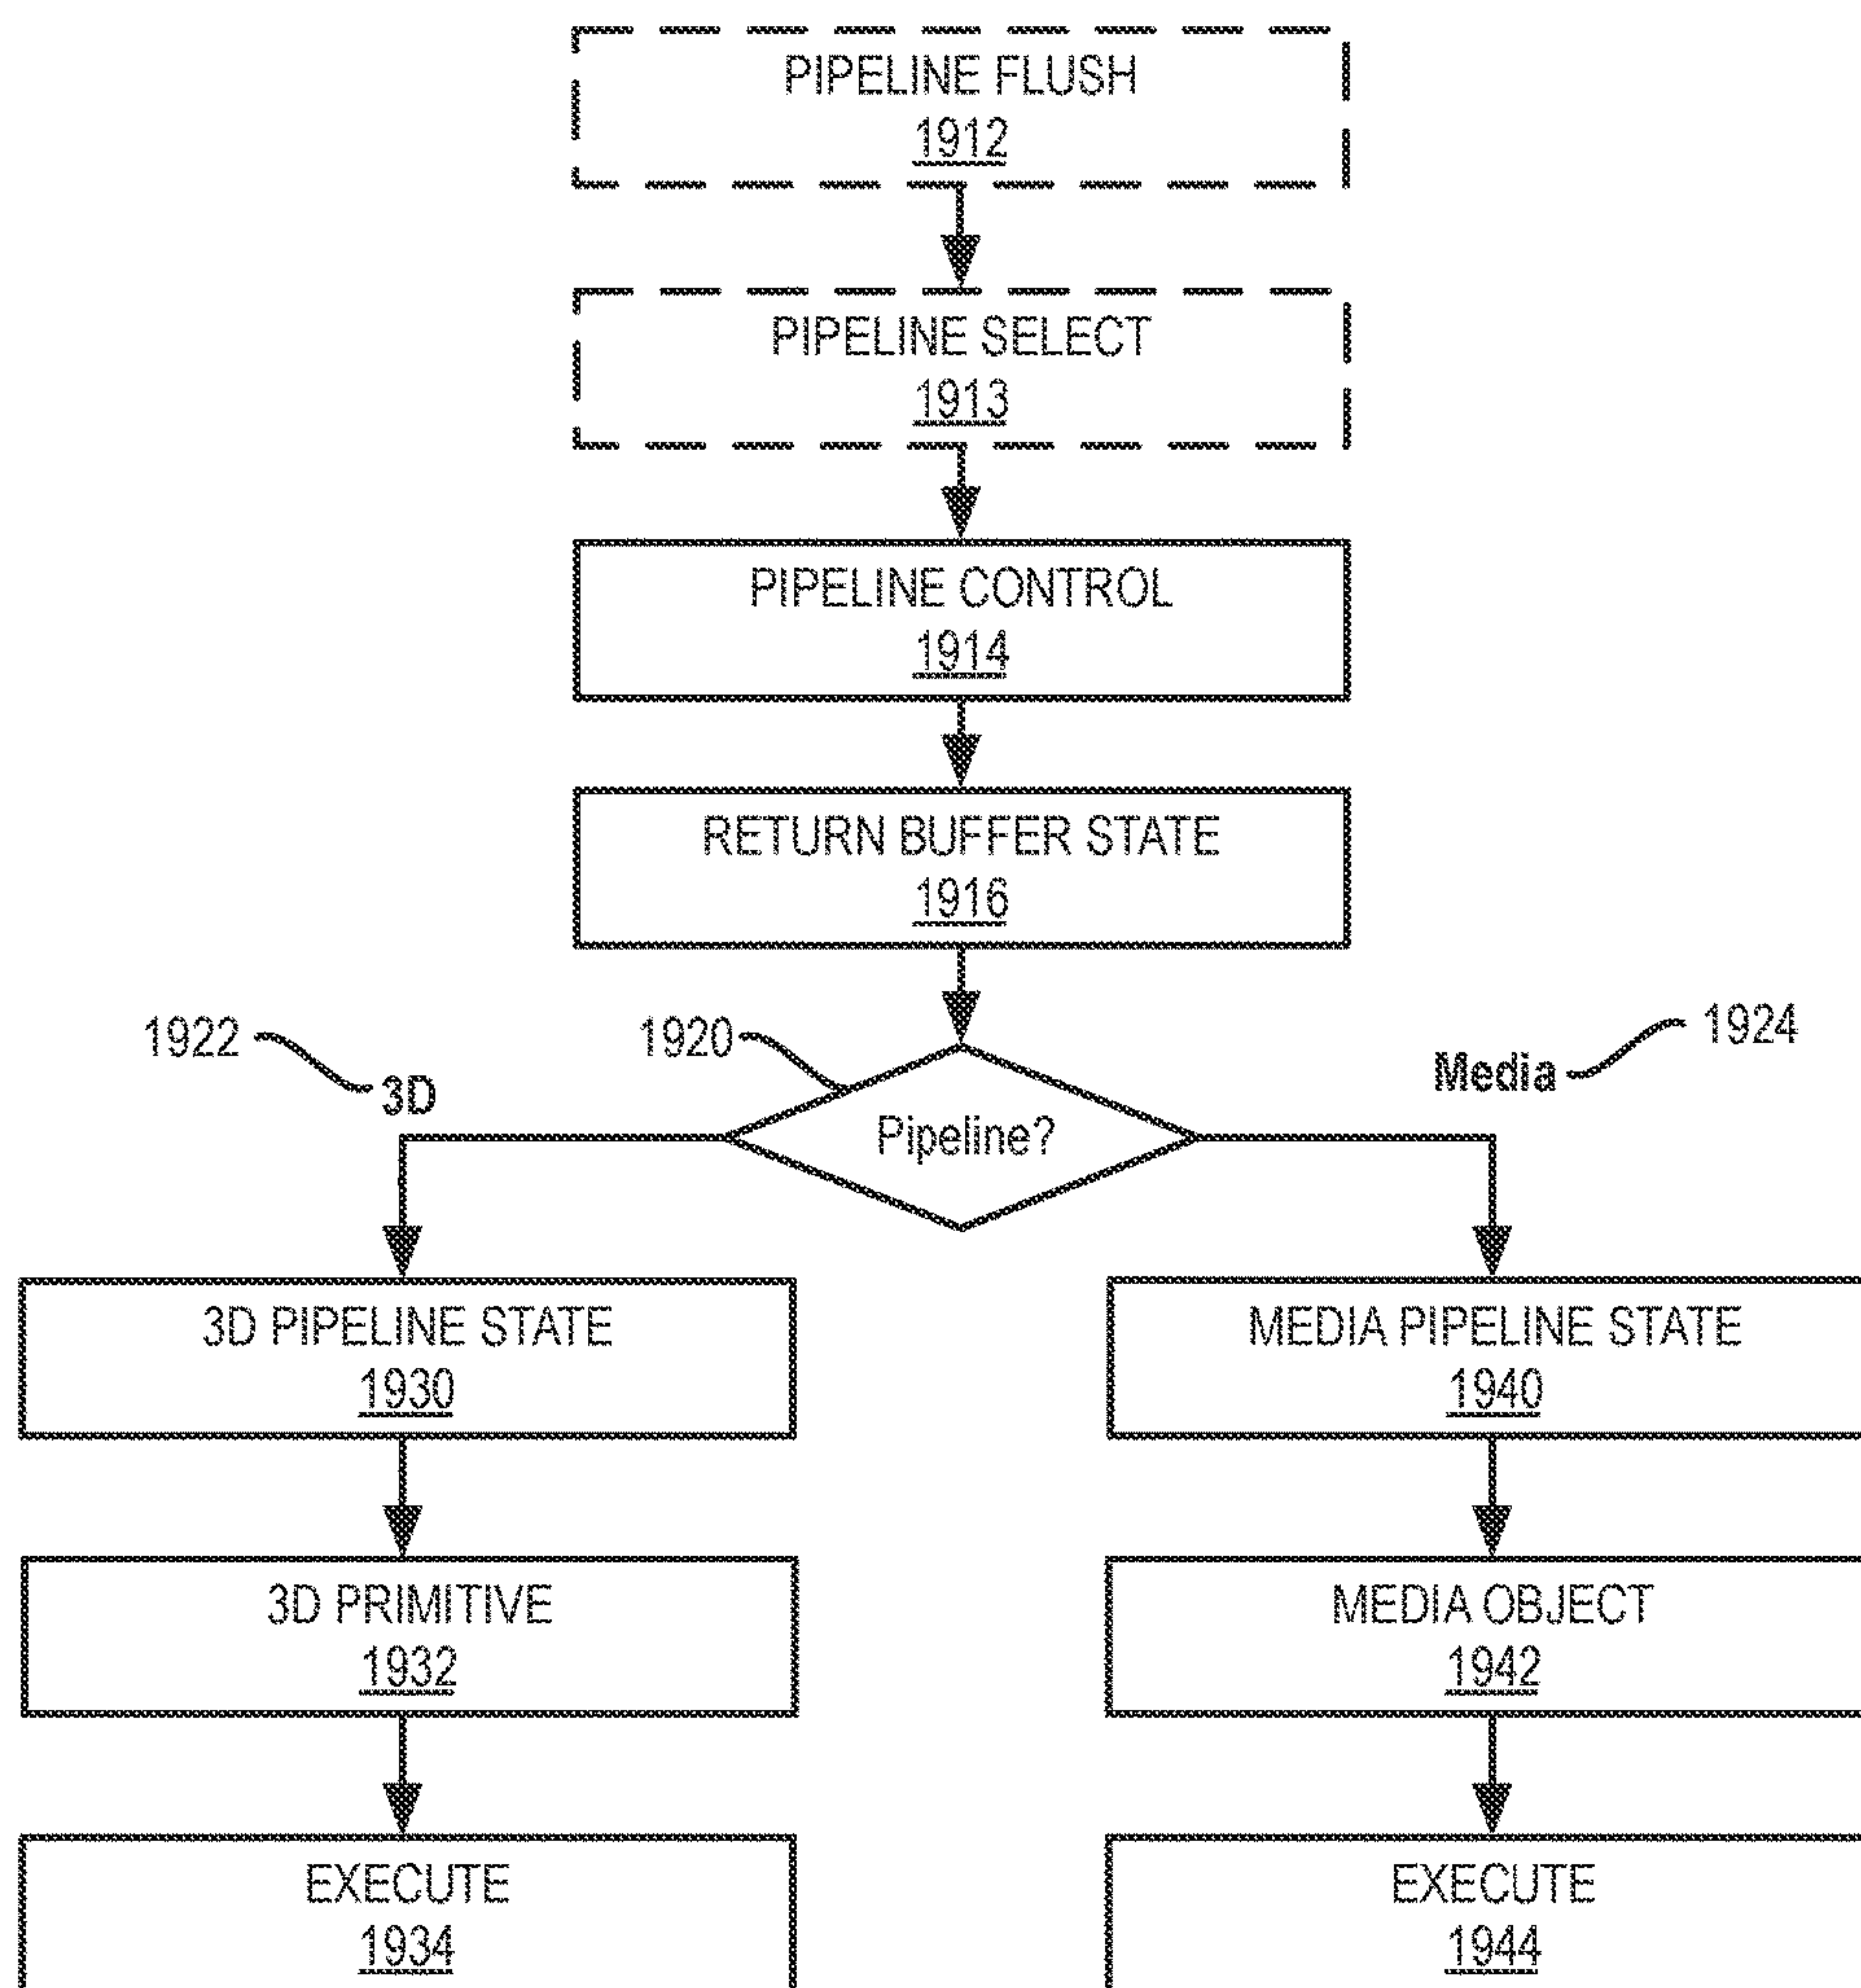 PIPELINE FLUSH
1912
PIPELINE SELECT
1913
PIPELINE CONTROL
1914
RETURN BUFFER STATE
1916
1922
3D
1920
Pipeline?
Media
1924
3D PIPELINE STATE
1930
MEDIA PIPELINE STATE
1940
3D PRIMITIVE
1932
MEDIA OBJECT
1942
EXECUTE
1934
EXECUTE
1944